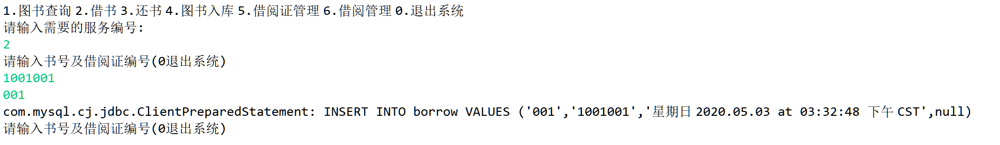 1.图书查询 2.借书 3.还书 4.图书入库 5.借阅证管理 6.借阅管理 0.退出系统
请输入需要的服务编号:
2
请输入书号及借阅证编号(0退出系统)
1001001
001
com.mysql.cj.jdbc.ClientPreparedStatement: INSERT INTO borrow VALUES ('001','1001001','星期日 2020.05.03 at 03:32:48 下午 CST',null)
请输入书号及借阅证编号(0退出系统)